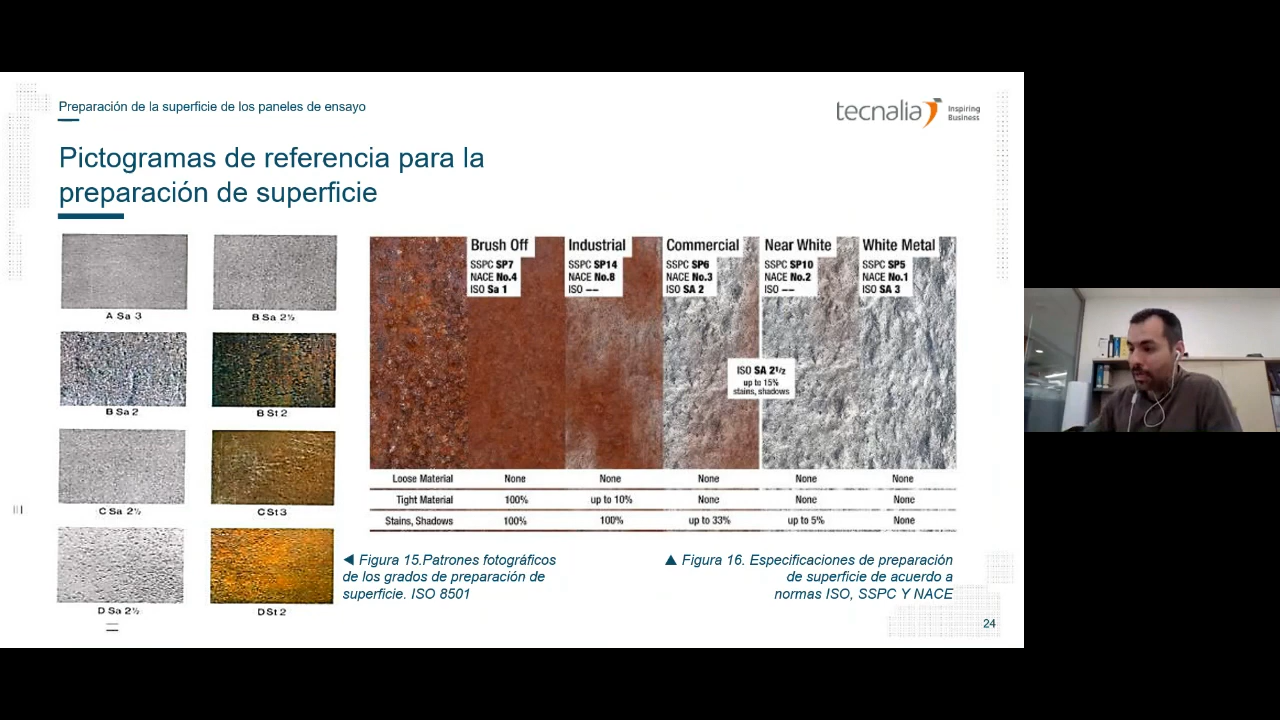 Preparación de la superficie de los paneles de ensayo
tecnalia
Inspiring
Business
Pictogramas de referencia para la
preparación de superficie
A Sa 3
B Sa 2½
B Sa 2
B St 2
C Sa 2½
C St 3
D Sa 2½
D St 2
Brush Off
SSPC SP7
NACE No.4
ISO Sa 1
Industrial
SSPC SP14
NACE No.8
ISO ––
Commercial
SSPC SP6
NACE No.3
ISO SA 2
Near White
SSPC SP10
NACE No.2
ISO ––
White Metal
SSPC SP5
NACE No.1
ISO SA 3
ISO SA 2½
up to 15%
stains, shadows
Loose Material None None None None None
Tight Material 100% up to 10% None None None
Stains, Shadows 100% 100% up to 33% up to 5% None
◄ Figura 15.Patrones fotográficos
de los grados de preparación de
superficie. ISO 8501
▲ Figura 16. Especificaciones de preparación
de superficie de acuerdo a
normas ISO, SSPC Y NACE
24